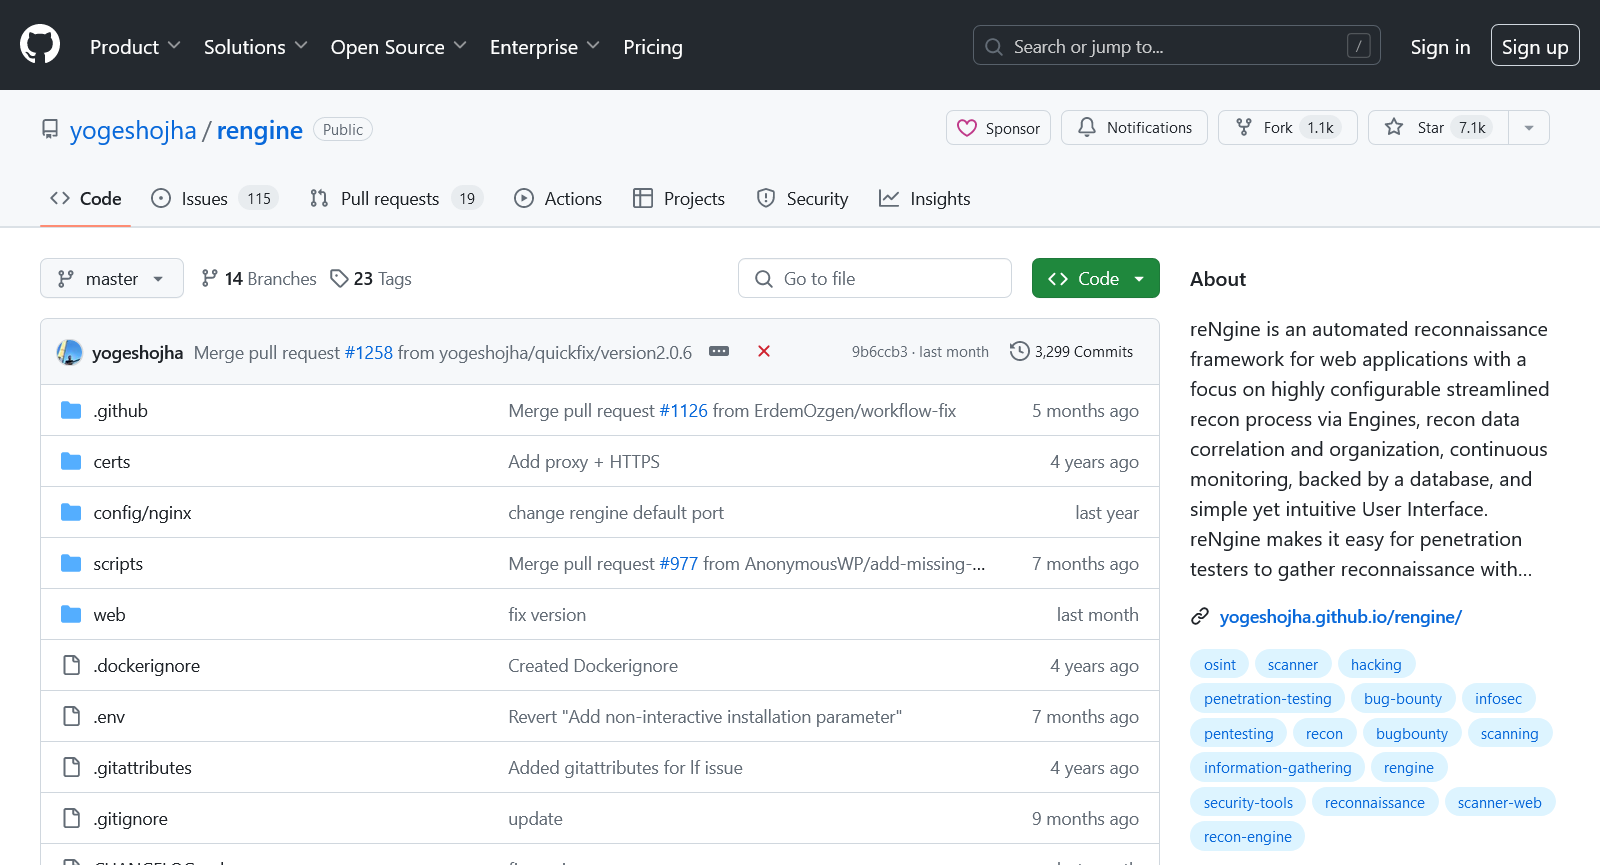 Product Solutions Open Source Enterprise Pricing Search or jump to... / Sign in Sign up
yogeshojha / rengine Public Sponsor Notifications Fork 1.1k Star 7.1k
Code Issues 115 Pull requests 19 Actions Projects Security Insights
master 14 Branches 23 Tags Go to file Code
yogeshojha Merge pull request #1258 from yogeshojha/quickfix/version2.0.6 9b6ccb3 · last month 3,299 Commits
.github Merge pull request #1126 from ErdemOzgen/workflow-fix 5 months ago
certs Add proxy + HTTPS 4 years ago
config/nginx change rengine default port last year
scripts Merge pull request #977 from AnonymousWP/add-missing-... 7 months ago
web fix version last month
.dockerignore Created Dockerignore 4 years ago
.env Revert "Add non-interactive installation parameter" 7 months ago
.gitattributes Added gitattributes for lf issue 4 years ago
.gitignore update 9 months ago
About
reNgine is an automated reconnaissance
framework for web applications with a
focus on highly configurable streamlined
recon process via Engines, recon data
correlation and organization, continuous
monitoring, backed by a database, and
simple yet intuitive User Interface.
reNgine makes it easy for penetration
testers to gather reconnaissance with...
yogeshojha.github.io/rengine/
osint scanner hacking
penetration-testing bug-bounty infosec
pentesting recon bugbounty scanning
information-gathering rengine
security-tools reconnaissance scanner-web
recon-engine